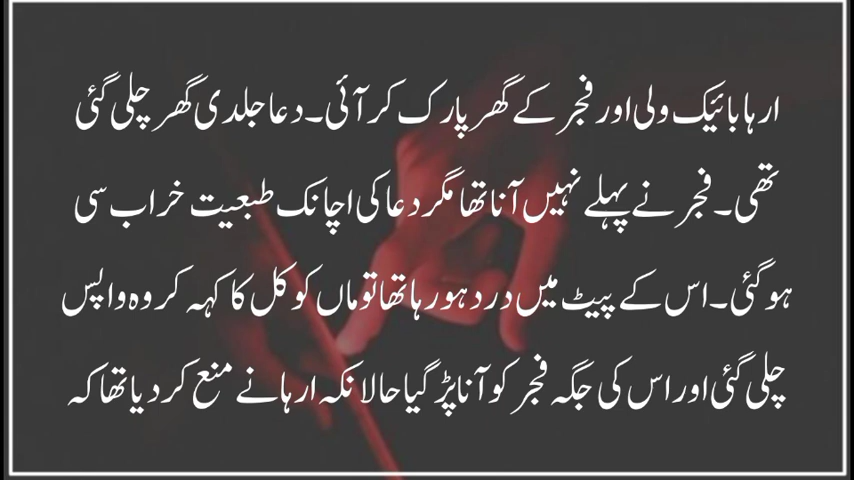 ارہا بائیک ولی اور فجر کے گھر پارک کر آئی۔ دعا جلدی گھر چلی گئی
تھی۔ فجر نے پہلے نہیں آنا تھا مگر دعا کی اچانک طبعیت خراب سی
ہو گئی۔ اس کے پیٹ میں درد ہو رہا تھا تو ماں کو کل کا کہہ کر وہ واپس
چلی گئی اور اس کی جگہ فجر کو آنا پڑ گیا حالانکہ ارہا نے منع کر دیا تھا کہ